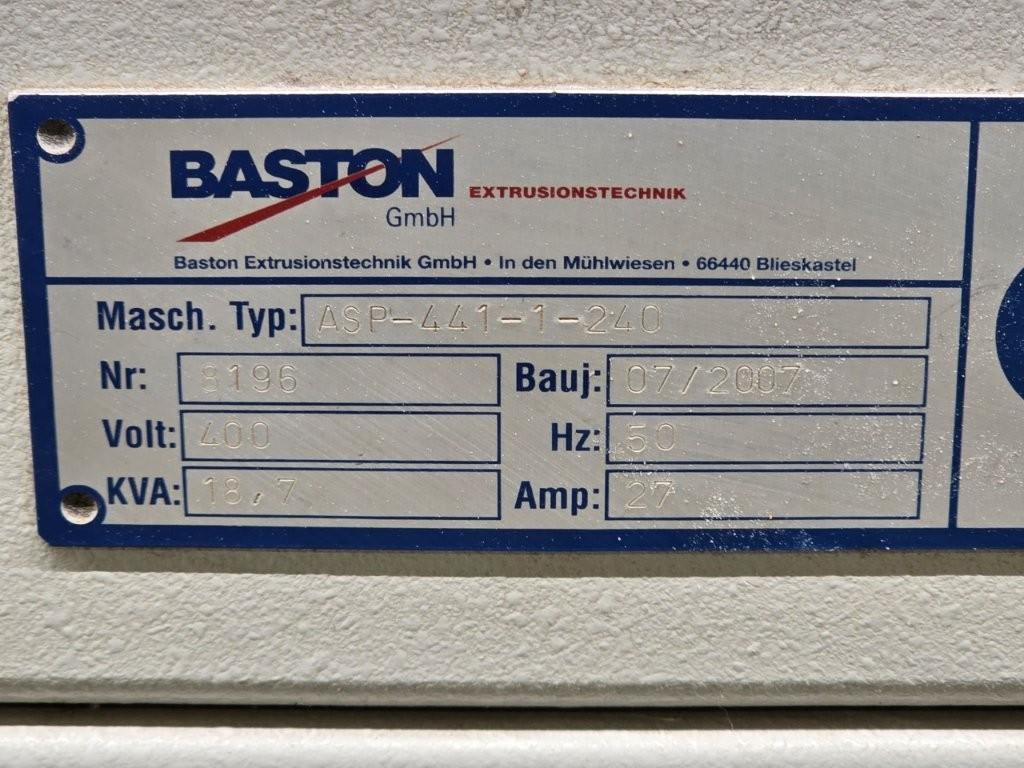 BASTON EXTRUSIONSTECHNIK
GmbH
Baston Extrusionstechnik GmbH • In den Mühlwiesen • 66440 Blieskastel
Masch. Typ: ASP-441-1-240
Nr: 8196 Bauj: 07/2007
Volt: 400 Hz: 50
KVA: 18,7 Amp: 27